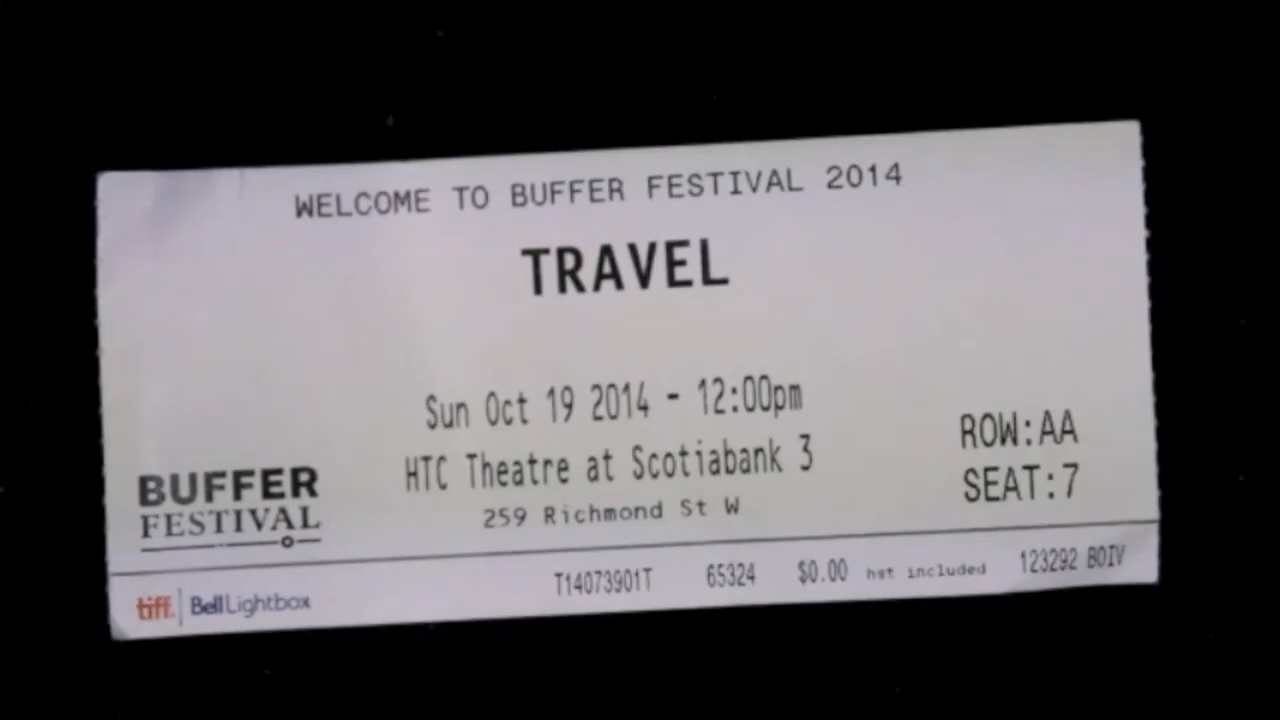 WELCOME TO BUFFER FESTIVAL 2014
TRAVEL
Sun Oct 19 2014 - 12:00pm
HTC Theatre at Scotiabank 3
259 Richmond St W
ROW:AA
SEAT:7
BUFFER
FESTIVAL
tiff. Bell Lightbox
T14073901T 65324 $0.00 hst included 123292 BOIV